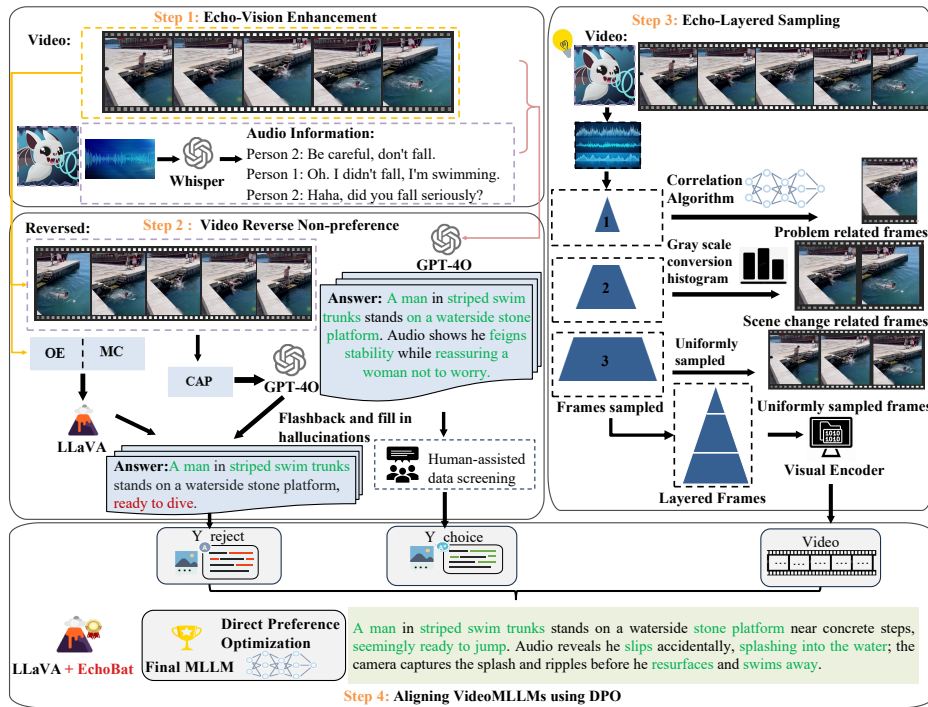 Step 1: Echo-Vision Enhancement
Video:
Audio Information:
Person 2: Be careful, don't fall.
Person 1: Oh. I didn't fall, I'm swimming.
Person 2: Haha, did you fall seriously?
Whisper
Step 2 : Video Reverse Non-preference
Reversed:
GPT-4O
Answer: A man in striped swim
trunks stands on a waterside stone
platform. Audio shows he feigns
stability while reassuring a
woman not to worry.
OE
MC
CAP
GPT-4O
LLaVA
Flashback and fill in
hallucinations
Human-assisted
data screening
Answer:A man in striped swim trunks
stands on a waterside stone platform,
ready to dive.
Step 3: Echo-Layered Sampling
Video:
1
Correlation
Algorithm
Problem related frames
2
Gray scale
conversion
histogram
Scene change related frames
3
Uniformly
sampled
Uniformly sampled frames
Frames sampled
Layered Frames
1010
1010
Visual Encoder
Y reject
Y choice
Video
... ... ... ...
LLaVA + EchoBat
Direct Preference
Optimization
Final MLLM
A man in striped swim trunks stands on a waterside stone platform near concrete steps,
seemingly ready to jump. Audio reveals he slips accidentally, splashing into the water; the
camera captures the splash and ripples before he resurfaces and swims away.
Step 4: Aligning VideoMLLMs using DPO